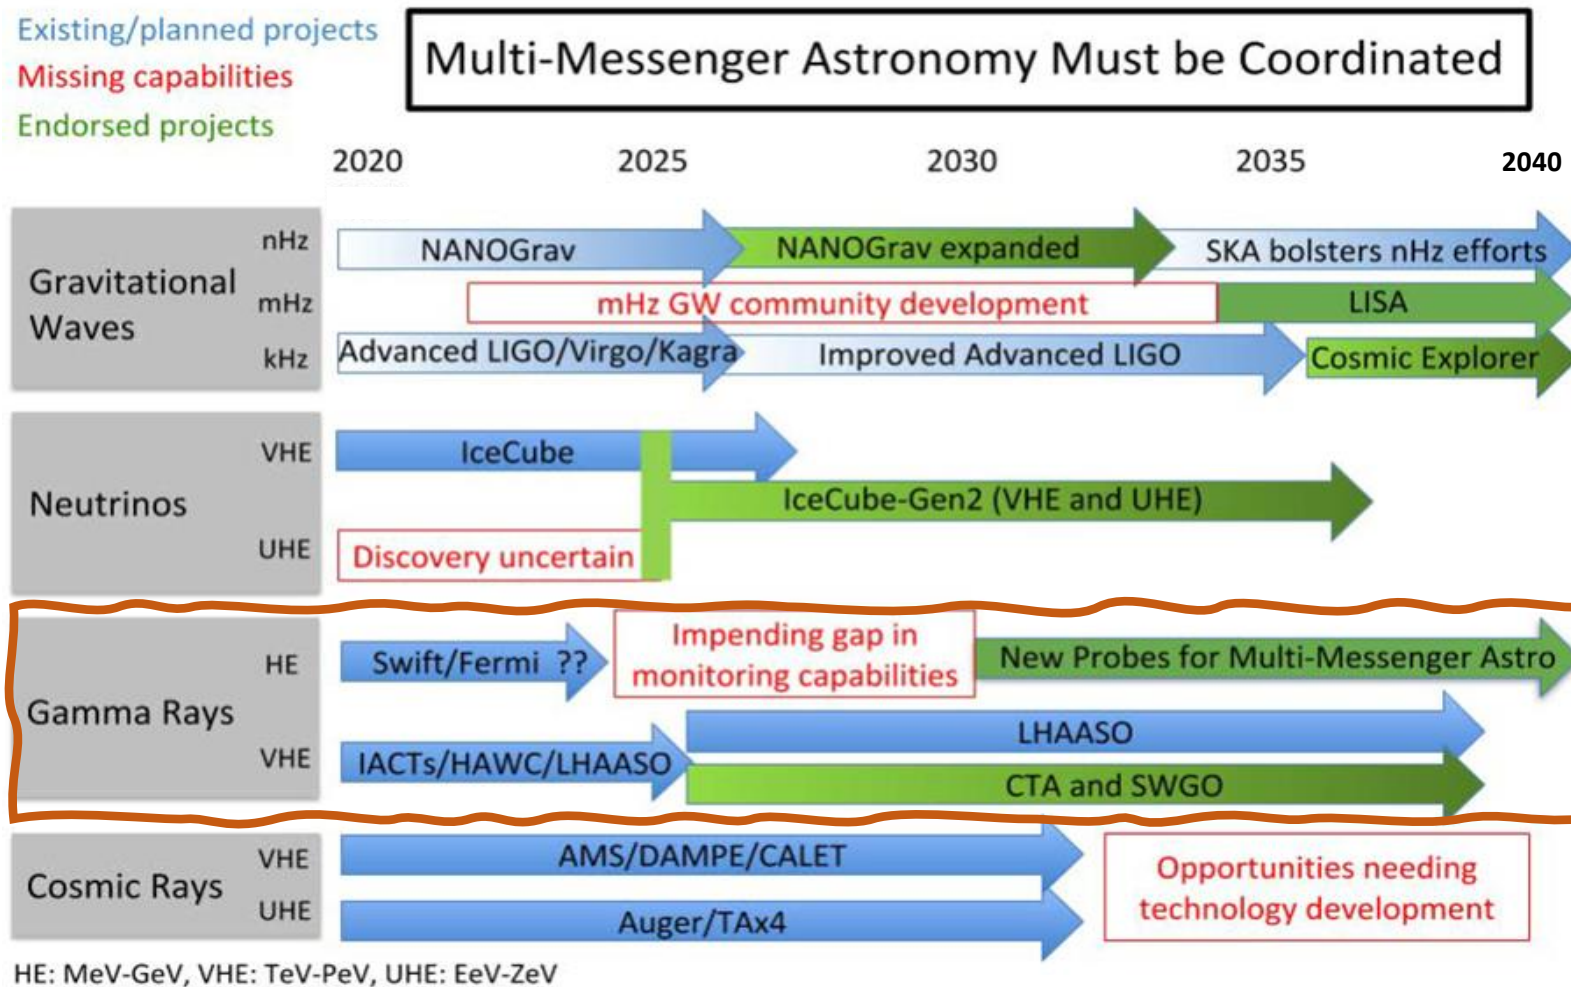 Existing/planned projects
Missing capabilities
Endorsed projects
Multi-Messenger Astronomy Must be Coordinated
2020 2025 2030 2035 2040
Gravitational
Waves
nHz
mHz
kHz
NANOGrav
NANOGrav expanded
SKA bolsters nHz efforts
mHz GW community development
LISA
Advanced LIGO/Virgo/Kagra
Improved Advanced LIGO
Cosmic Explorer
Neutrinos
VHE
UHE
IceCube
IceCube-Gen2 (VHE and UHE)
Discovery uncertain
Gamma Rays
HE
VHE
Swift/Fermi ??
Impending gap in
monitoring capabilities
New Probes for Multi-Messenger Astro
IACTs/HAWC/LHAASO
LHAASO
CTA and SWGO
Cosmic Rays
VHE
UHE
AMS/DAMPE/CALET
Auger/TAx4
Opportunities needing
technology development
HE: MeV-GeV, VHE: TeV-PeV, UHE: EeV-ZeV